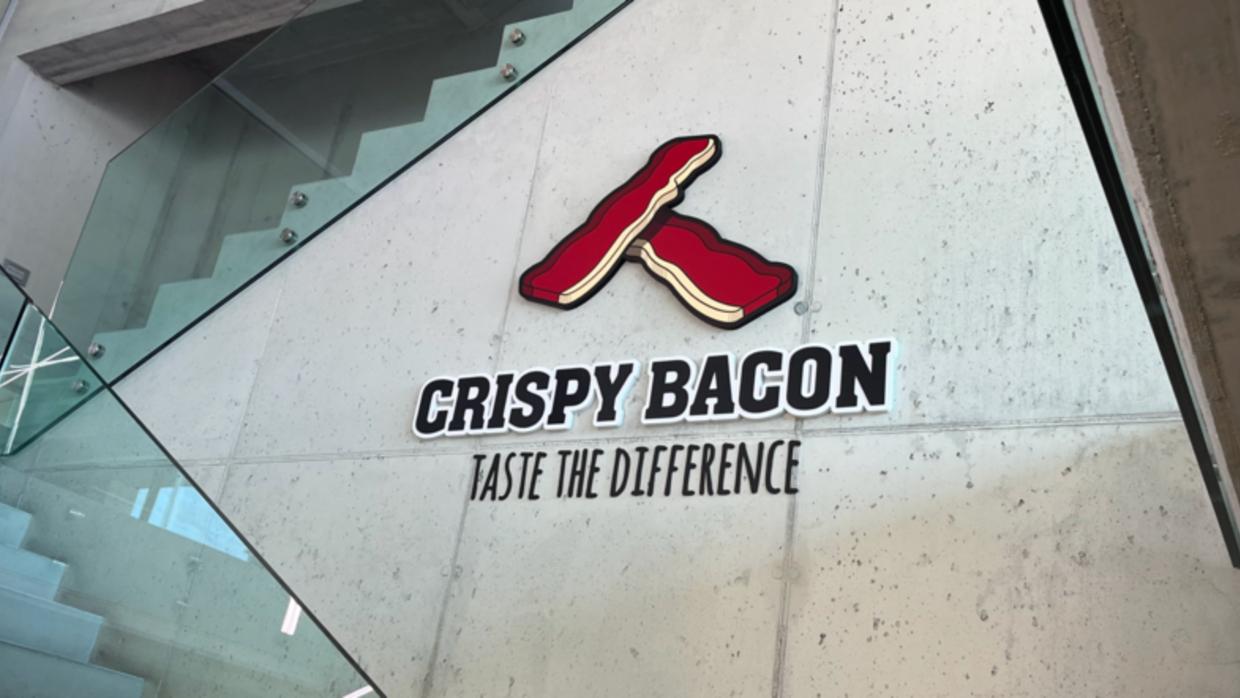 CRISPY BACON
TASTE THE DIFFERENCE